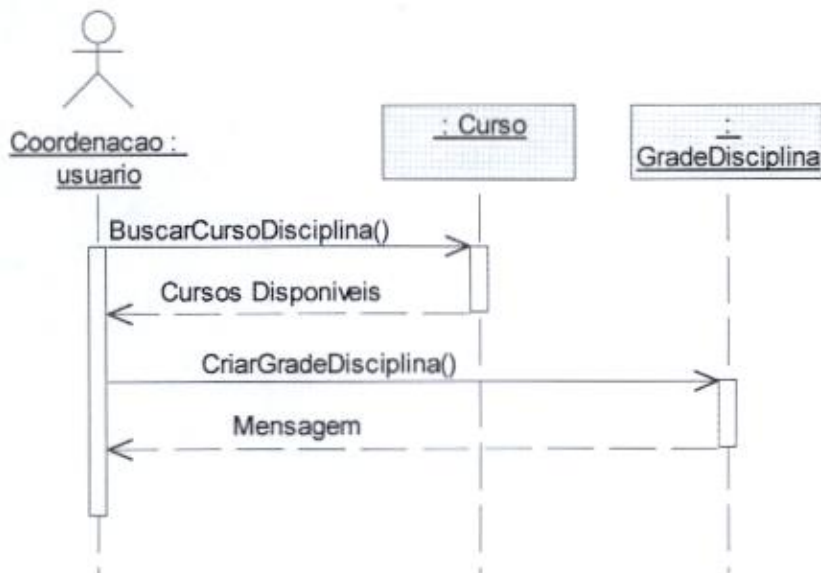 Coordenacao :
usuario
: Curso
:
GradeDisciplina
BuscarCursoDisciplina()
Cursos Disponiveis
CriarGradeDisciplina()
Mensagem